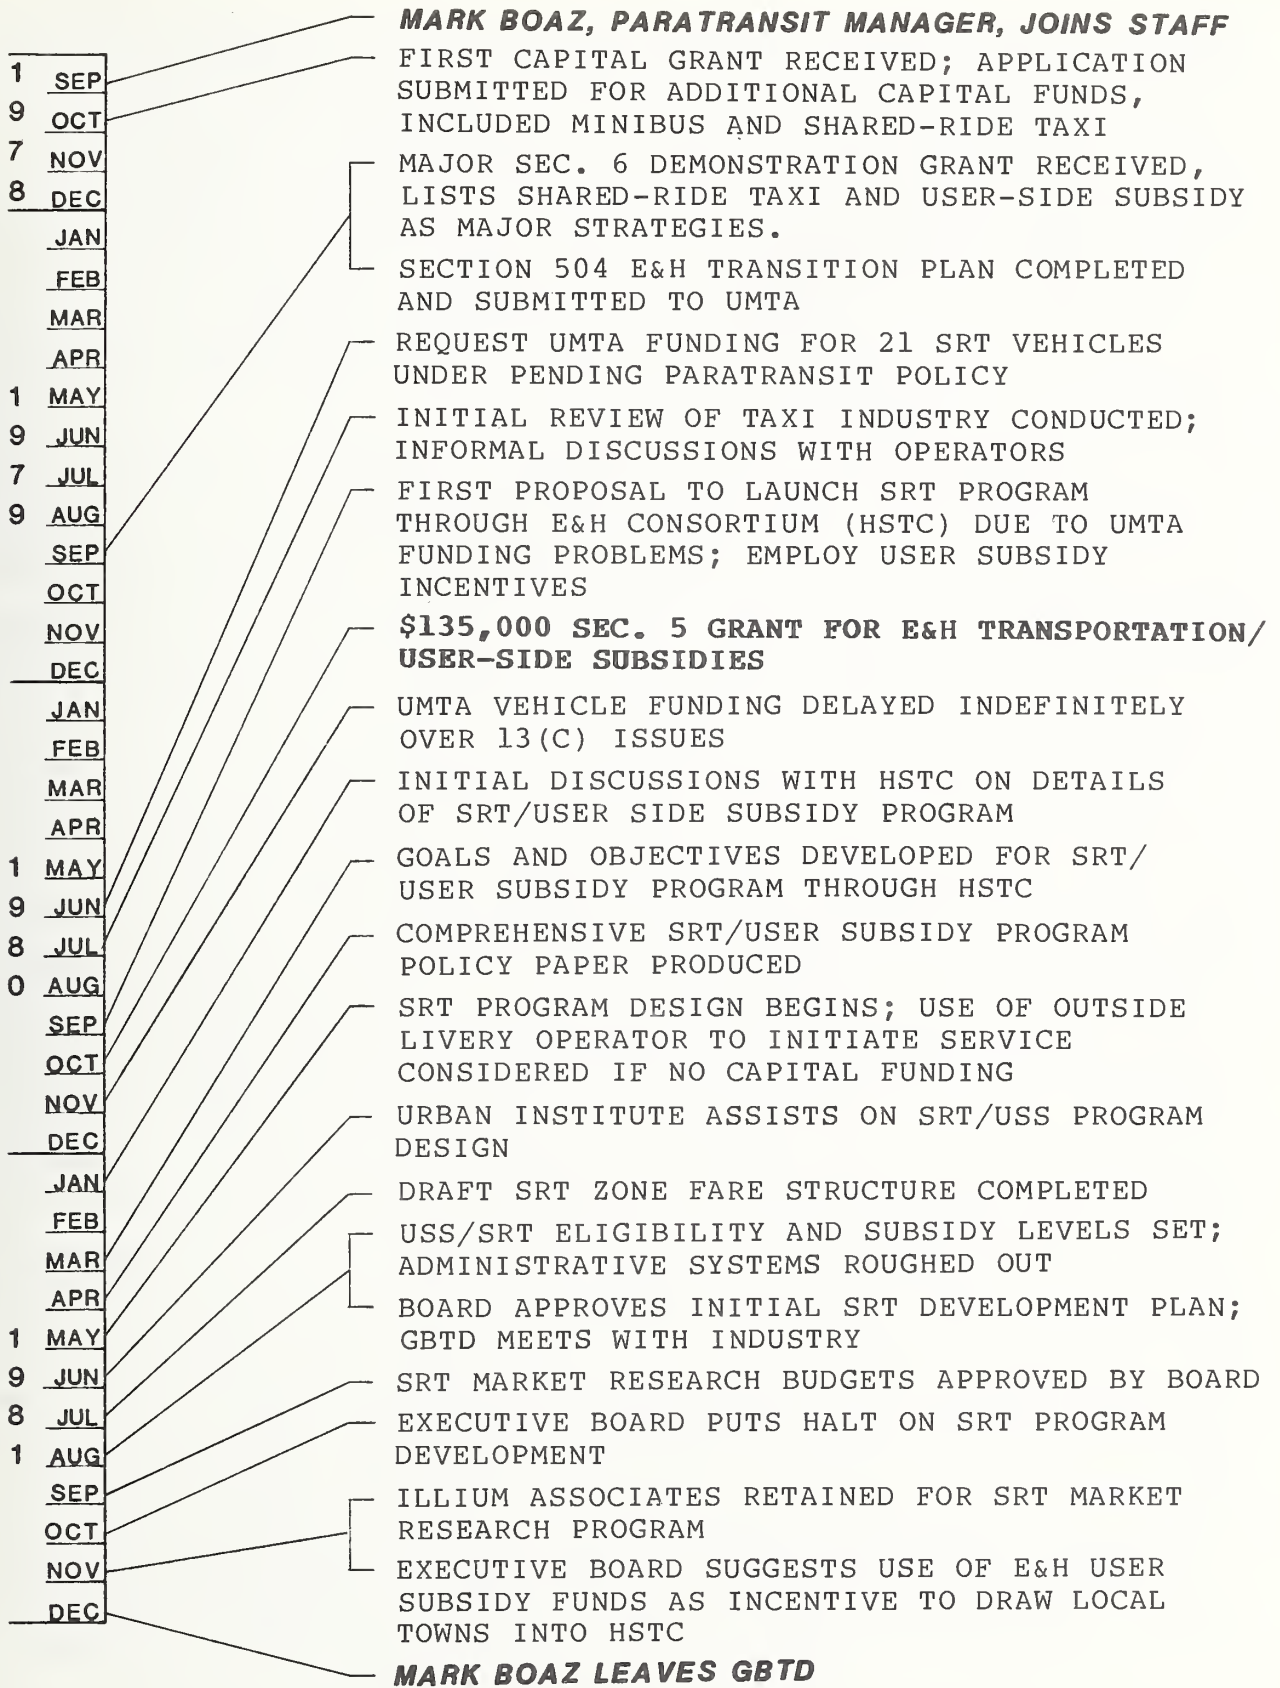 MARK BOAZ, PARATRANSIT MANAGER, JOINS STAFF
FIRST CAPITAL GRANT RECEIVED; APPLICATION
SUBMITTED FOR ADDITIONAL CAPITAL FUNDS,
INCLUDED MINIBUS AND SHARED-RIDE TAXI
MAJOR SEC. 6 DEMONSTRATION GRANT RECEIVED,
LISTS SHARED-RIDE TAXI AND USER-SIDE SUBSIDY
AS MAJOR STRATEGIES.
SECTION 504 E&H TRANSITION PLAN COMPLETED
AND SUBMITTED TO UMTA
REQUEST UMTA FUNDING FOR 21 SRT VEHICLES
UNDER PENDING PARATRANSIT POLICY
INITIAL REVIEW OF TAXI INDUSTRY CONDUCTED;
INFORMAL DISCUSSIONS WITH OPERATORS
FIRST PROPOSAL TO LAUNCH SRT PROGRAM
THROUGH E&H CONSORTIUM (HSTC) DUE TO UMTA
FUNDING PROBLEMS; EMPLOY USER SUBSIDY
INCENTIVES
$135,000 SEC. 5 GRANT FOR E&H TRANSPORTATION/
USER-SIDE SUBSIDIES
UMTA VEHICLE FUNDING DELAYED INDEFINITELY
OVER 13(C) ISSUES
INITIAL DISCUSSIONS WITH HSTC ON DETAILS
OF SRT/USER SIDE SUBSIDY PROGRAM
GOALS AND OBJECTIVES DEVELOPED FOR SRT/
USER SUBSIDY PROGRAM THROUGH HSTC
COMPREHENSIVE SRT/USER SUBSIDY PROGRAM
POLICY PAPER PRODUCED
SRT PROGRAM DESIGN BEGINS; USE OF OUTSIDE
LIVERY OPERATOR TO INITIATE SERVICE
CONSIDERED IF NO CAPITAL FUNDING
URBAN INSTITUTE ASSISTS ON SRT/USS PROGRAM
DESIGN
DRAFT SRT ZONE FARE STRUCTURE COMPLETED
USS/SRT ELIGIBILITY AND SUBSIDY LEVELS SET;
ADMINISTRATIVE SYSTEMS ROUGHED OUT
BOARD APPROVES INITIAL SRT DEVELOPMENT PLAN;
GBTD MEETS WITH INDUSTRY
SRT MARKET RESEARCH BUDGETS APPROVED BY BOARD
EXECUTIVE BOARD PUTS HALT ON SRT PROGRAM
DEVELOPMENT
ILLIUM ASSOCIATES RETAINED FOR SRT MARKET
RESEARCH PROGRAM
EXECUTIVE BOARD SUGGESTS USE OF E&H USER
SUBSIDY FUNDS AS INCENTIVE TO DRAW LOCAL
TOWNS INTO HSTC
MARK BOAZ LEAVES GBTD
1 SEP
9 OCT
7 NOV
8 DEC
JAN
FEB
MAR
APR
1 MAY
9 JUN
7 JUL
9 AUG
SEP
OCT
NOV
DEC
JAN
FEB
MAR
APR
1 MAY
9 JUN
8 JUL
0 AUG
SEP
OCT
NOV
DEC
JAN
FEB
MAR
APR
1 MAY
9 JUN
8 JUL
1 AUG
SEP
OCT
NOV
DEC